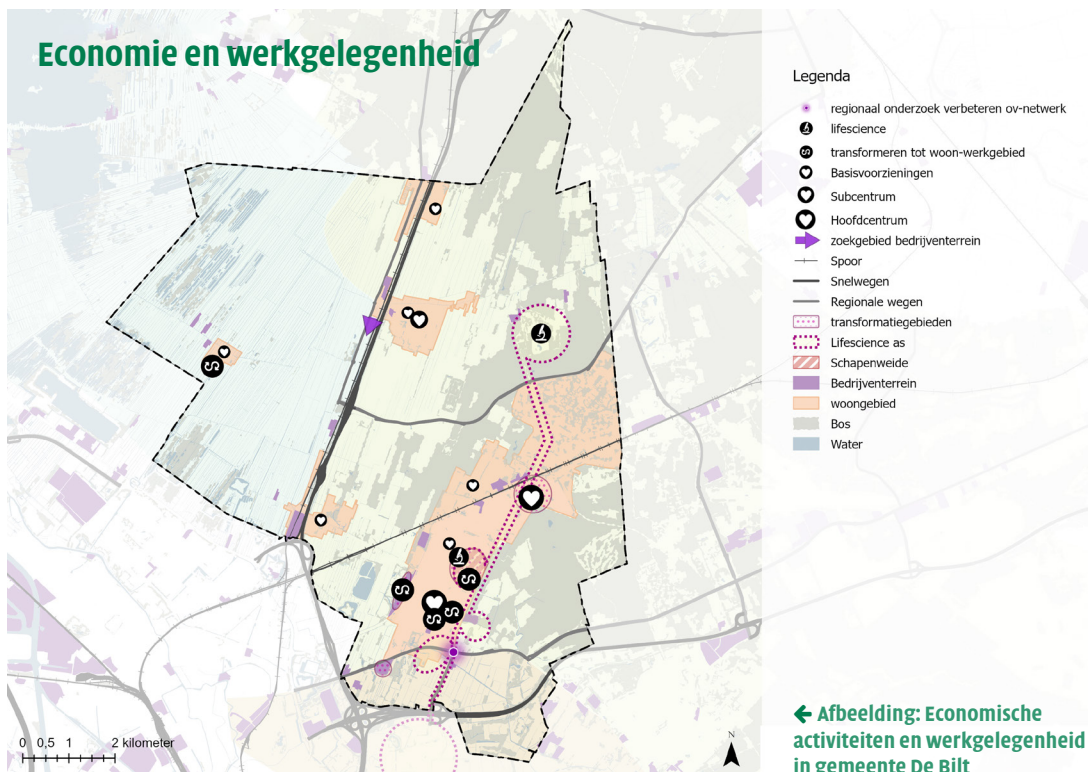 Economie en werkgelegenheid
Legenda
regionaal onderzoek verbeteren ov-netwerk
lifescience
transformeren tot woon-werkgebied
Basisvoorzieningen
Subcentrum
Hoofdcentrum
zoekgebied bedrijventerrein
Spoor
Snelwegen
Regionale wegen
transformatiegebieden
Lifescience as
Schapenweide
Bedrijventerrein
woongebied
Bos
Water
0 0,5 1 2 kilometer
N
Afbeelding: Economische
activiteiten en werkgelegenheid
in gemeente De Bilt